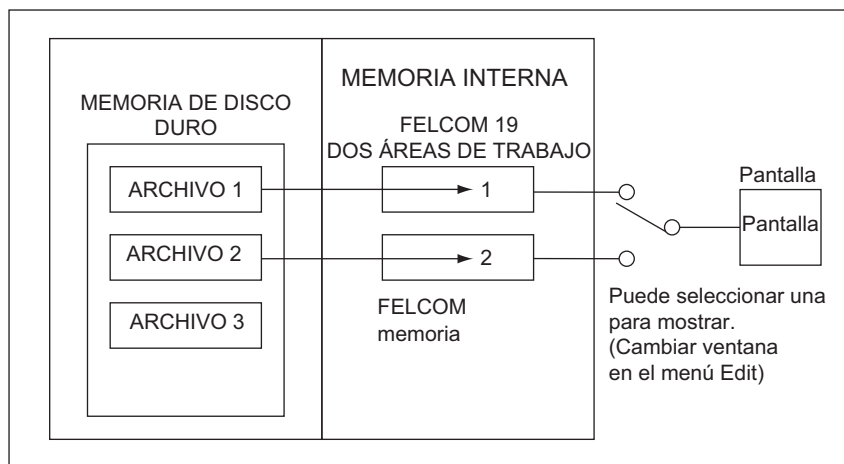 MEMORIA DE DISCO
DURO
ARCHIVO 1
ARCHIVO 2
ARCHIVO 3
MEMORIA INTERNA
FELCOM 19
DOS ÁREAS DE TRABAJO
1
2
FELCOM
memoria
Pantalla
Pantalla
Puede seleccionar una
para mostrar.
(Cambiar ventana
en el menú Edit)